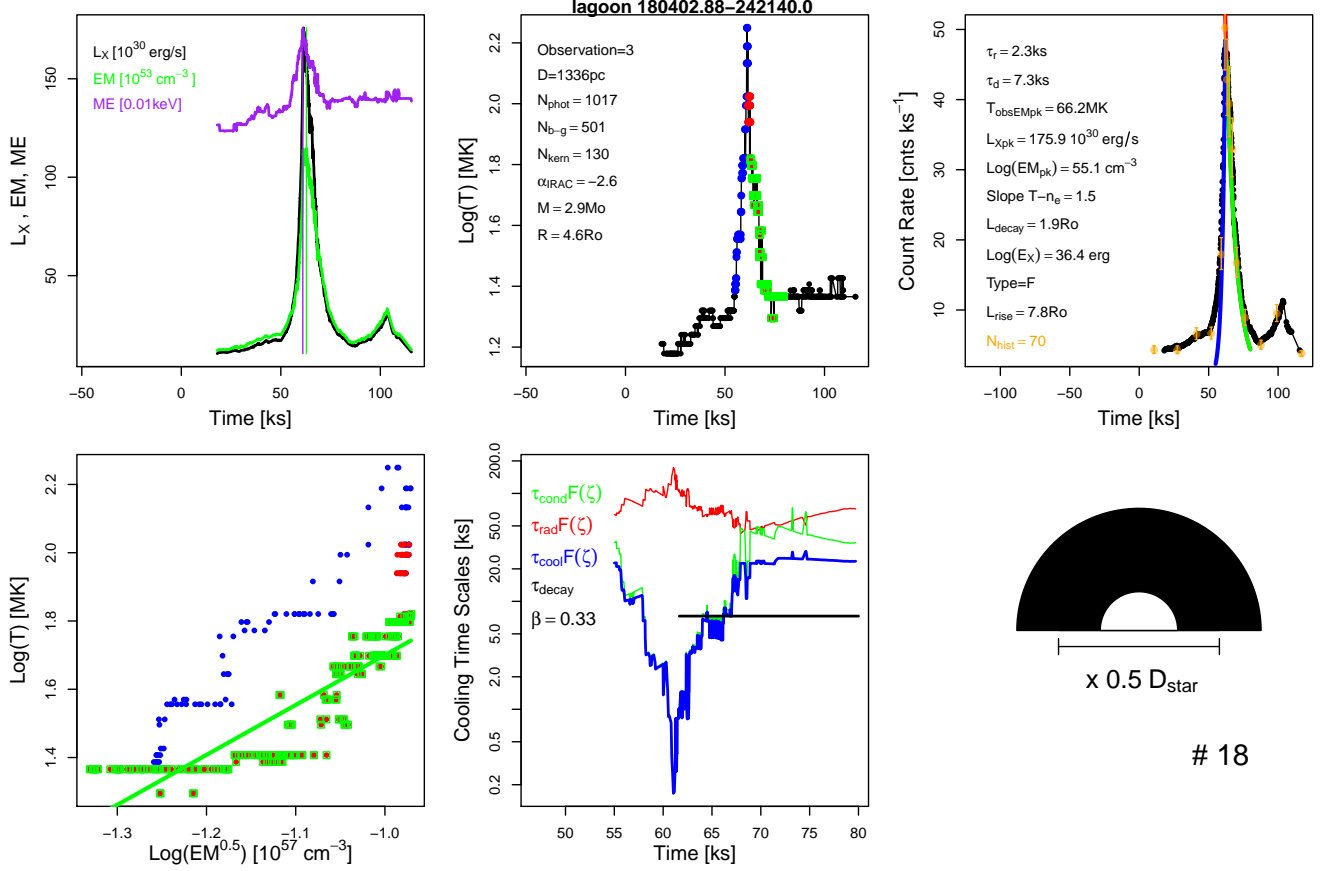 lagoon 180402.88−242140.0
L_X [10^30 erg/s]
EM [10^53 cm^−3 ]
ME [0.01keV]
L_X , EM, ME
50
100
150
−50
0
50
100
Time [ks]
Observation=3
D=1336pc
N_phot = 1017
N_b−g = 501
N_kern = 130
α_IRAC = −2.6
M = 2.9Mo
R = 4.6Ro
Log(T) [MK]
1.2
1.4
1.6
1.8
2.0
2.2
−50
0
50
100
Time [ks]
τ_r = 2.3ks
τ_d = 7.3ks
T_obsEMpk = 66.2MK
L_Xpk = 175.9 10^30 erg/s
Log(EM_pk) = 55.1 cm^−3
Slope T−n_e = 1.5
L_decay = 1.9Ro
Log(E_X) = 36.4 erg
Type=F
L_rise = 7.8Ro
N_hist = 70
Count Rate [cnts ks^−1]
10
20
30
40
50
−100
−50
0
50
100
Time [ks]
Log(T) [MK]
1.4
1.6
1.8
2.0
2.2
−1.3
−1.2
−1.1
−1.0
Log(EM^0.5) [10^57 cm^−3]
τ_cond F(ζ)
τ_rad F(ζ)
τ_cool F(ζ)
τ_decay
β = 0.33
Cooling Time Scales [ks]
0.2
0.5
2.0
5.0
20.0
50.0
200.0
50
55
60
65
70
75
80
Time [ks]
x 0.5 D_star
# 18